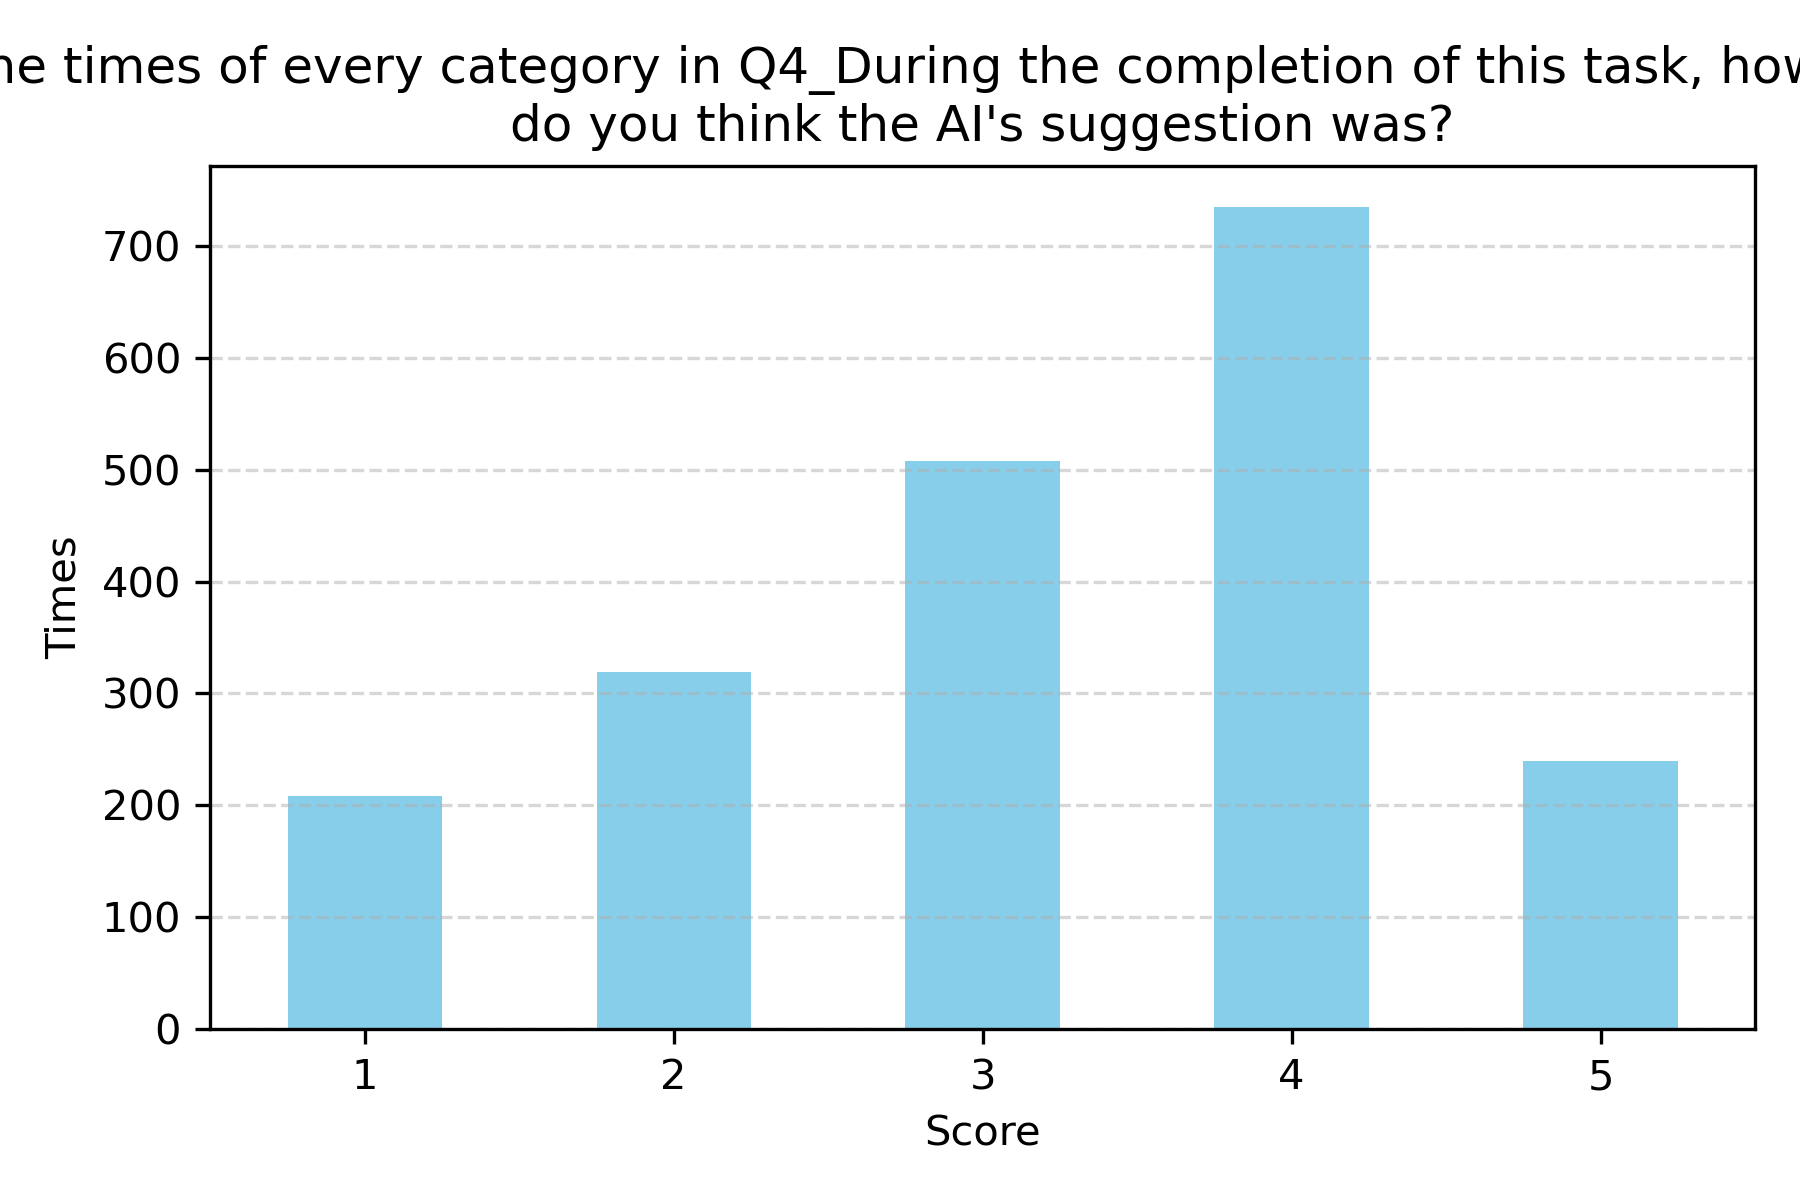 he times of every category in Q4_During the completion of this task, how
do you think the AI's suggestion was?
700
600
500
400
300
200
100
0
Times
1 2 3 4 5
Score